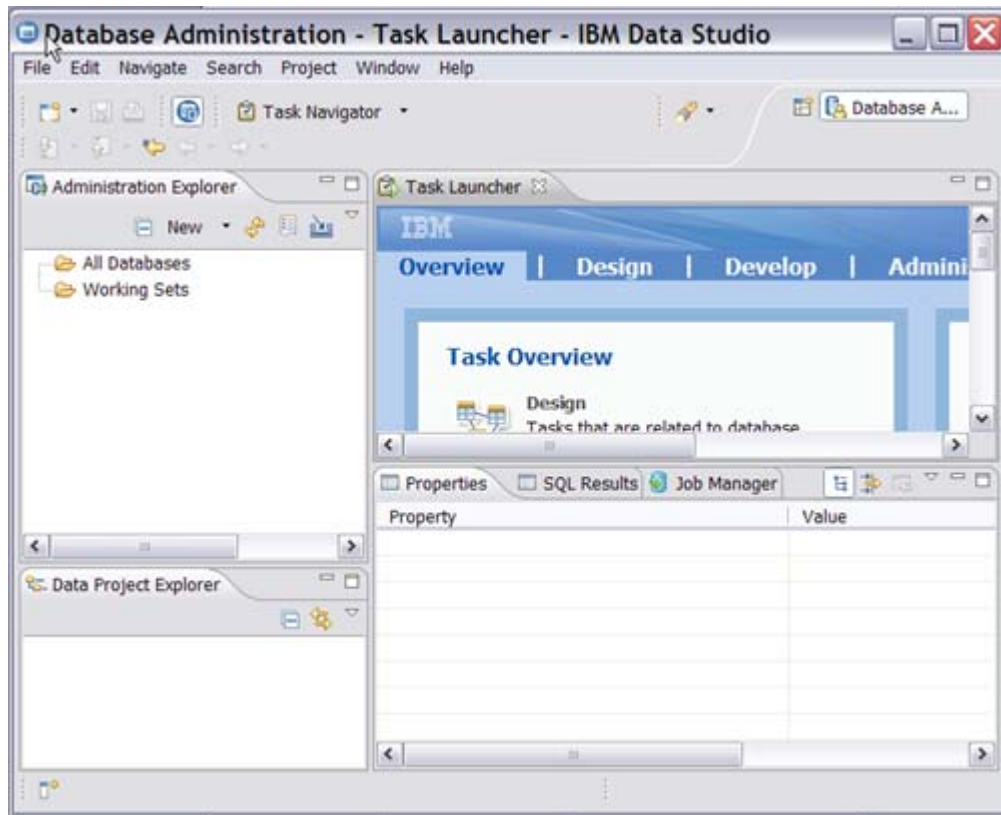 Database Administration - Task Launcher - IBM Data Studio
File Edit Navigate Search Project Window Help
Task Navigator
Database A...
Administration Explorer
New
All Databases
Working Sets
Task Launcher
IBM
Overview | Design | Develop | Admini
Task Overview
Design
Tasks that are related to database
Properties
SQL Results
Job Manager
Property
Value
Data Project Explorer